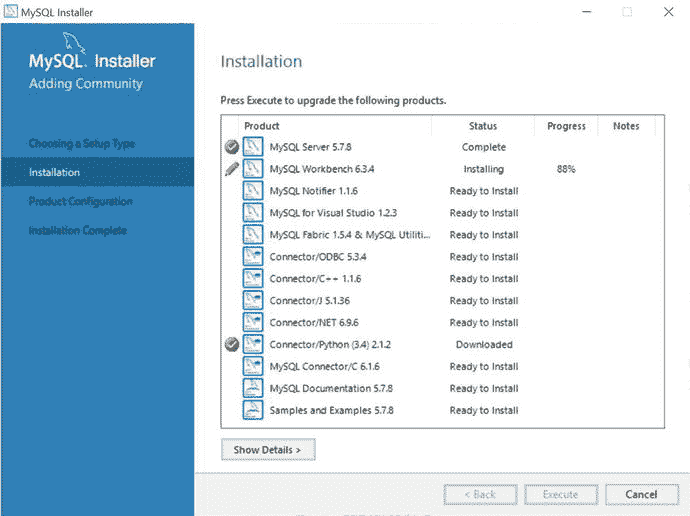 MySQL Installer
MySQL. Installer
Adding Community
Choosing a Setup Type
Installation
Product Configuration
Installation Complete
Installation
Press Execute to upgrade the following products.
Product Status Progress Notes
MySQL Server 5.7.8 Complete
MySQL Workbench 6.3.4 Installing 88%
MySQL Notifier 1.1.6 Ready to Install
MySQL for Visual Studio 1.2.3 Ready to Install
MySQL Fabric 1.5.4 & MySQL Utiliti... Ready to Install
Connector/ODBC 5.3.4 Ready to Install
Connector/C++ 1.1.6 Ready to Install
Connector/J 5.1.36 Ready to Install
Connector/NET 6.9.6 Ready to Install
Connector/Python (3.4) 2.1.2 Downloaded
MySQL Connector/C 6.1.6 Ready to Install
MySQL Documentation 5.7.8 Ready to Install
Samples and Examples 5.7.8 Ready to Install
Show Details >
< Back Execute Cancel